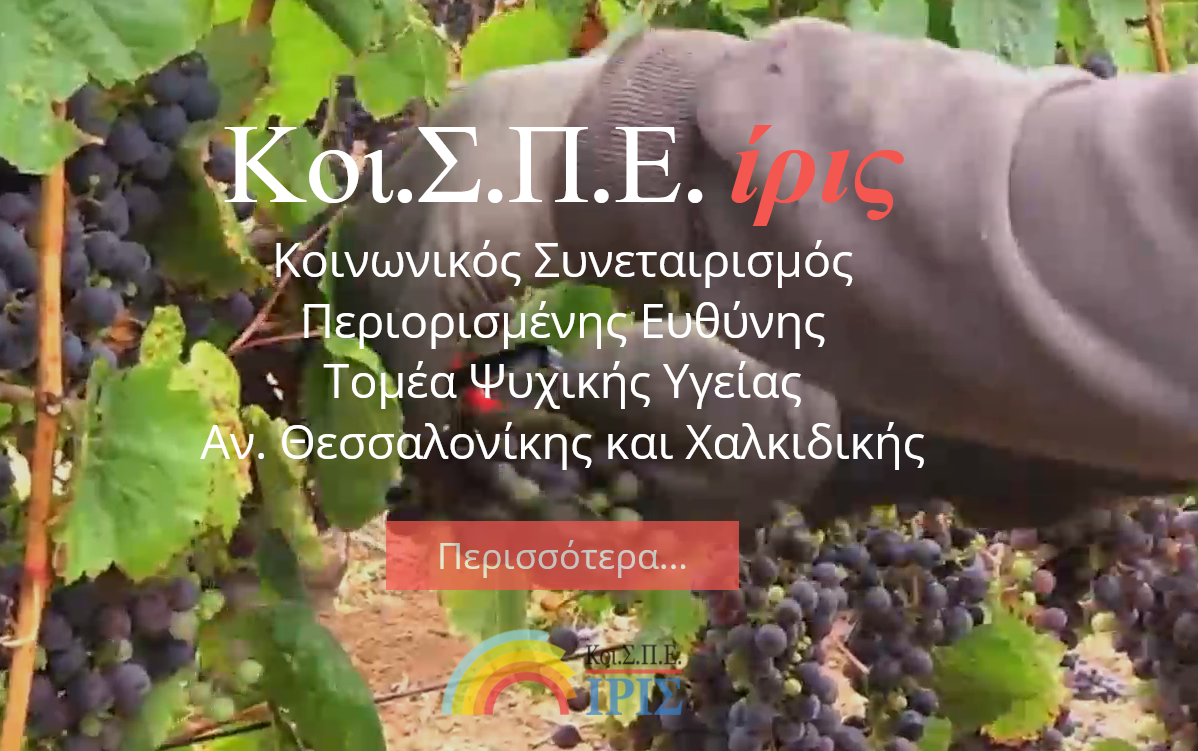 Κοι.Σ.Π.Ε. ίρις
Κοινωνικός Συνεταιρισμός
Περιορισμένης Ευθύνης
Τομέα Ψυχικής Υγείας
Αν. Θεσσαλονίκης και Χαλκιδικής
Περισσότερα...
Κοι.Σ.Π.Ε.
ΙΡΙΣ